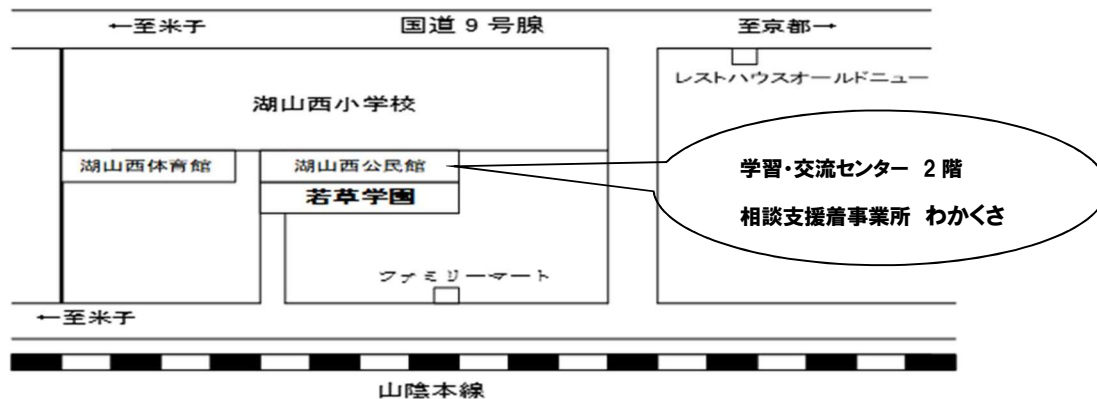 ←至米子 国道9号線 至京都→
レストハウスオールドニュー
湖山西小学校
湖山西体育館 湖山西公民館
若草学園
学習・交流センター 2階
相談支援着事業所 わかくさ
ファミリーマート
←至米子
山陰本線